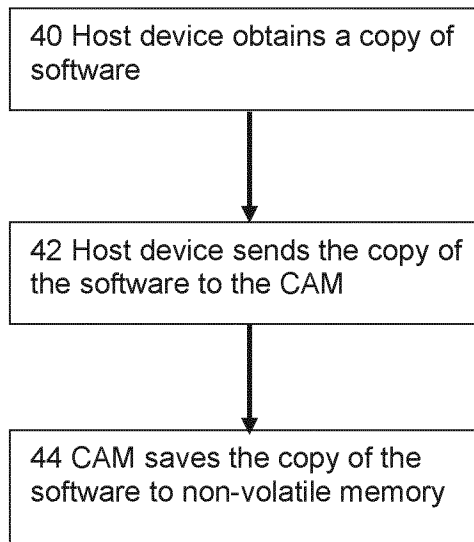 40 Host device obtains a copy of
software
42 Host device sends the copy of
the software to the CAM
44 CAM saves the copy of the
software to non-volatile memory